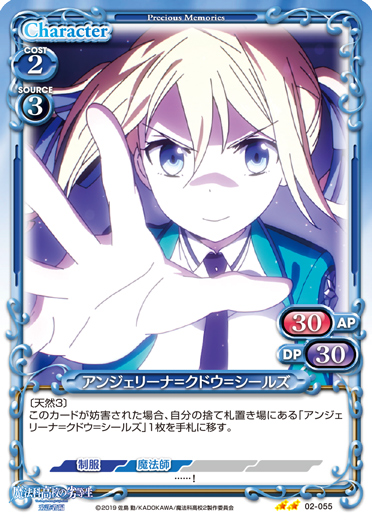 Precious Memories
Character
COST
2
SOURCE
3
30 AP
DP 30
アンジェリーナ=クドウ=シールズ
〔天然3〕
このカードが妨害された場合、自分の捨て札置き場にある「アンジェ
リーナ=クドウ=シールズ」1枚を手札に移す。
制服 魔法師
……!
魔法科高校の劣等生
©2019 佐島 勤/KADOKAWA/魔法科高校2製作委員会
02-055